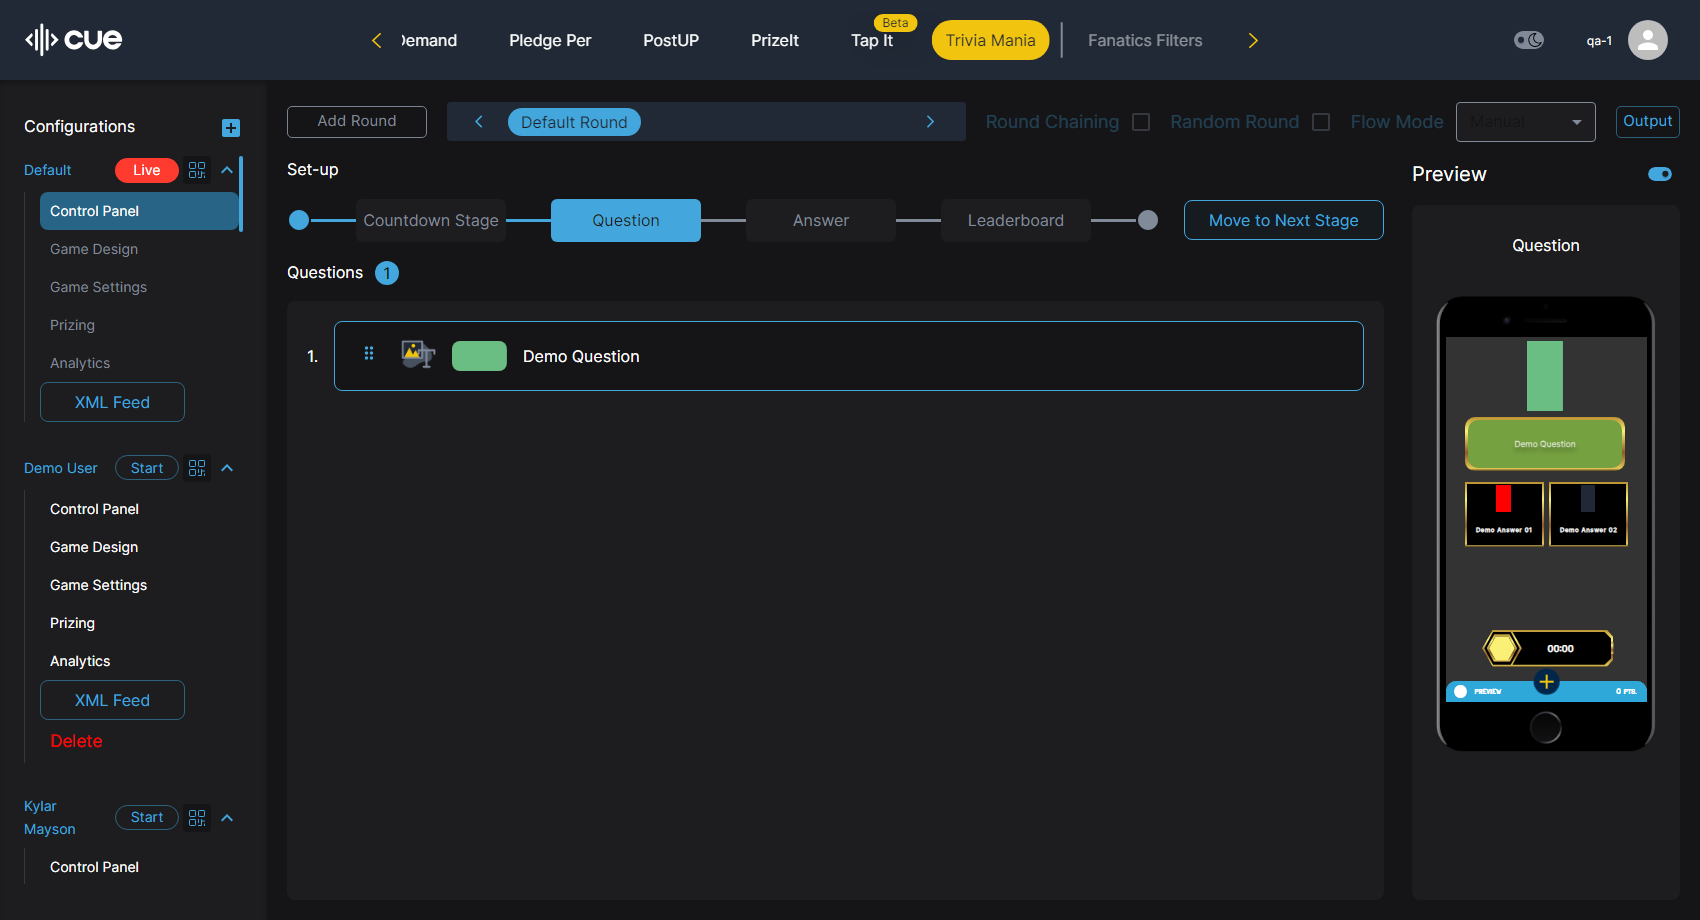 cue
Demand
Pledge Per
PostUP
PrizeIt
Tap It
Beta
Trivia Mania
Fanatics Filters
qa-1
Configurations
Default
Live
Control Panel
Game Design
Game Settings
Prizing
Analytics
XML Feed
Demo User
Start
Control Panel
Game Design
Game Settings
Prizing
Analytics
XML Feed
Delete
Kylar
Mayson
Start
Control Panel
Add Round
Default Round
Round Chaining
Random Round
Flow Mode
Manual
Output
Set-up
Countdown Stage
Question
Answer
Leaderboard
Move to Next Stage
Questions 1
1.
Demo Question
Preview
Question
Demo Question
Demo Answer 01
Demo Answer 02
00:00
PREVIEW
0 PTS.